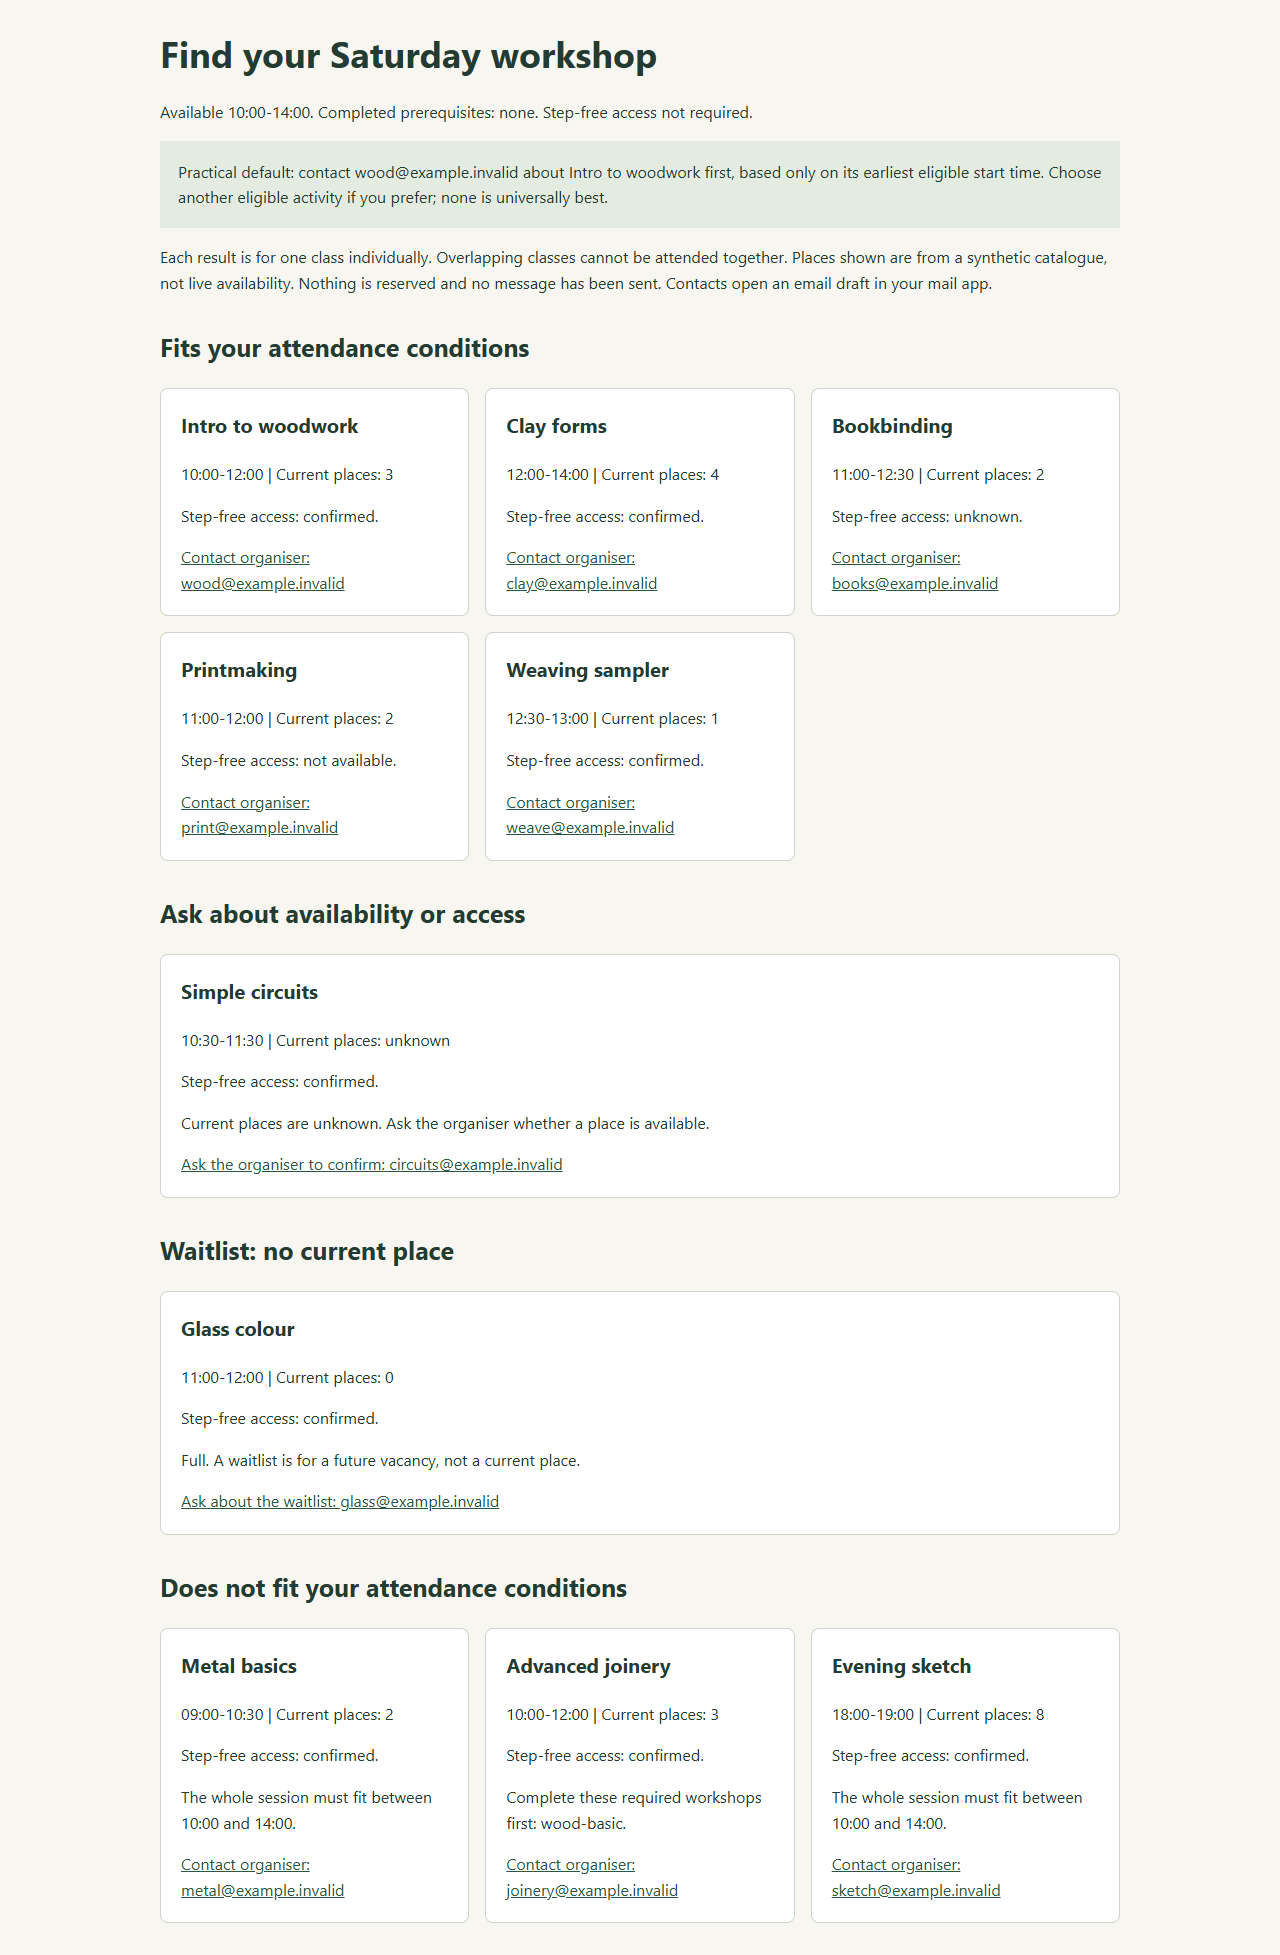 Find your Saturday workshop
Available 10:00-14:00. Completed prerequisites: none. Step-free access not required.
Practical default: contact wood@example.invalid about Intro to woodwork first, based only on its earliest eligible start time. Choose
another eligible activity if you prefer; none is universally best.
Each result is for one class individually. Overlapping classes cannot be attended together. Places shown are from a synthetic catalogue,
not live availability. Nothing is reserved and no message has been sent. Contacts open an email draft in your mail app.
Fits your attendance conditions
Intro to woodwork
10:00-12:00 | Current places: 3
Step-free access: confirmed.
Contact organiser:
wood@example.invalid
Clay forms
12:00-14:00 | Current places: 4
Step-free access: confirmed.
Contact organiser:
clay@example.invalid
Bookbinding
11:00-12:30 | Current places: 2
Step-free access: unknown.
Contact organiser:
books@example.invalid
Printmaking
11:00-12:00 | Current places: 2
Step-free access: not available.
Contact organiser:
print@example.invalid
Weaving sampler
12:30-13:00 | Current places: 1
Step-free access: confirmed.
Contact organiser:
weave@example.invalid
Ask about availability or access
Simple circuits
10:30-11:30 | Current places: unknown
Step-free access: confirmed.
Current places are unknown. Ask the organiser whether a place is available.
Ask the organiser to confirm: circuits@example.invalid
Waitlist: no current place
Glass colour
11:00-12:00 | Current places: 0
Step-free access: confirmed.
Full. A waitlist is for a future vacancy, not a current place.
Ask about the waitlist: glass@example.invalid
Does not fit your attendance conditions
Metal basics
09:00-10:30 | Current places: 2
Step-free access: confirmed.
The whole session must fit between
10:00 and 14:00.
Contact organiser:
metal@example.invalid
Advanced joinery
10:00-12:00 | Current places: 3
Step-free access: confirmed.
Complete these required workshops
first: wood-basic.
Contact organiser:
joinery@example.invalid
Evening sketch
18:00-19:00 | Current places: 8
Step-free access: confirmed.
The whole session must fit between
10:00 and 14:00.
Contact organiser:
sketch@example.invalid